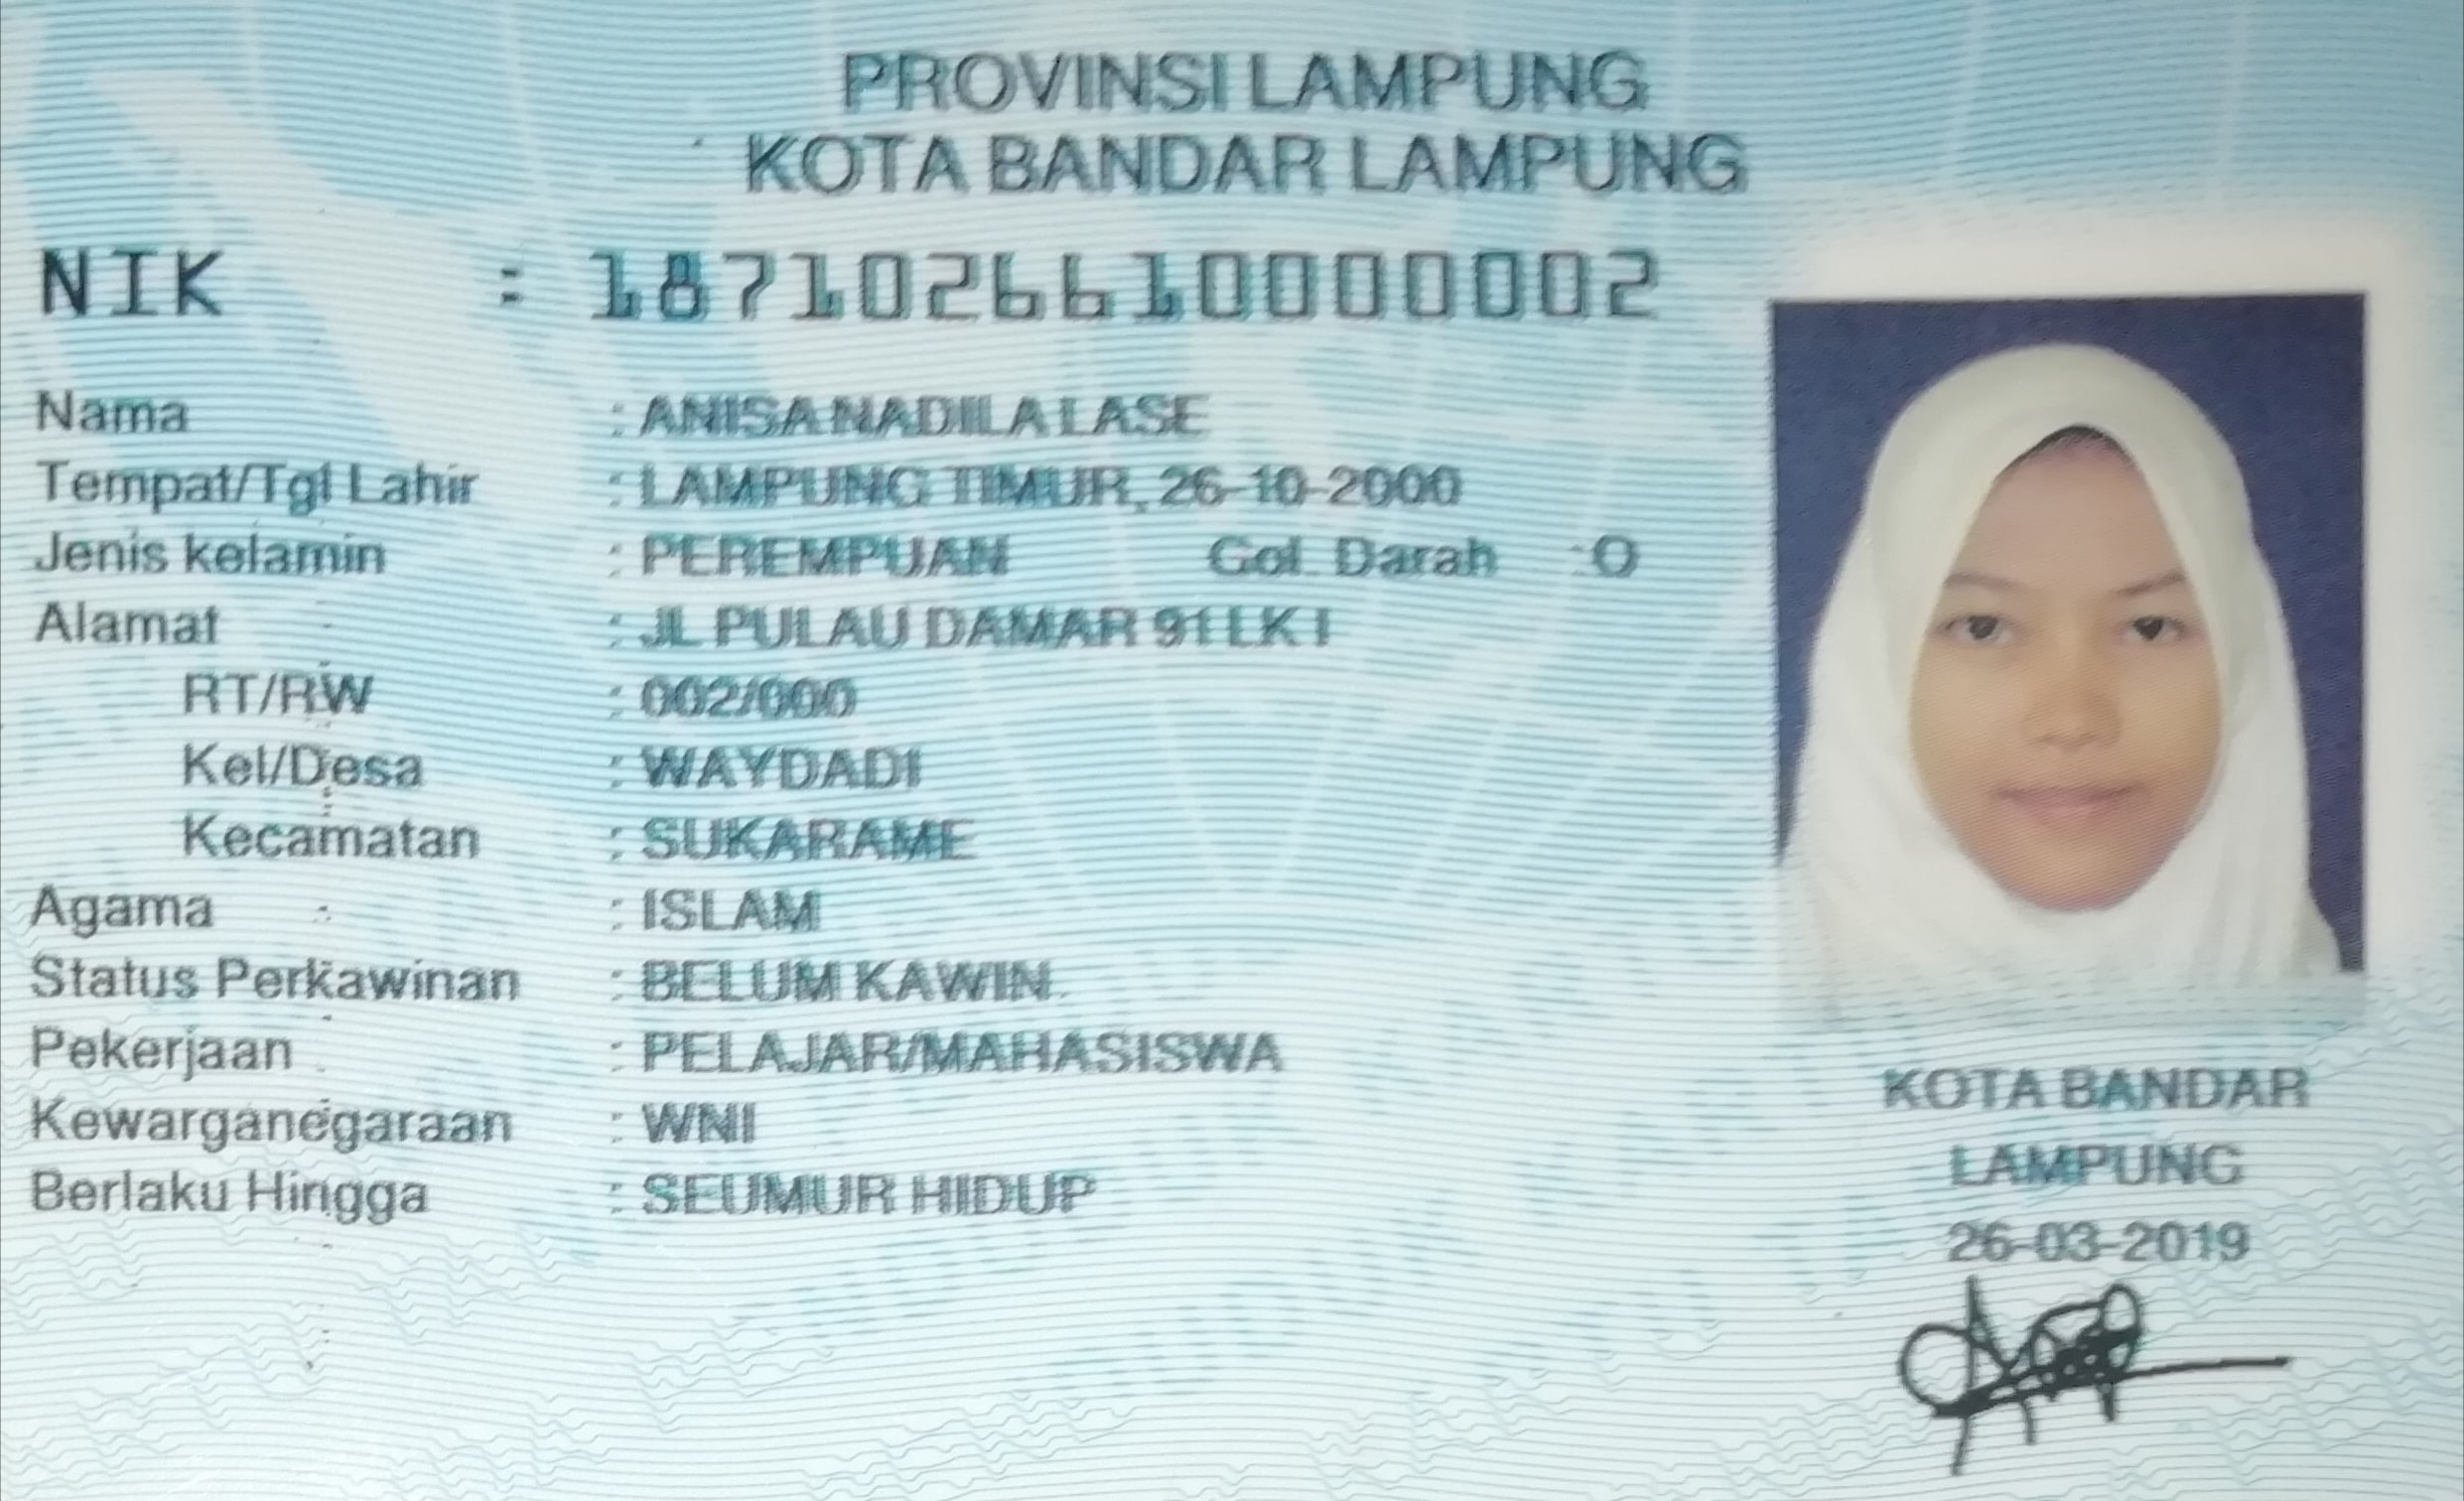 PROVINSI LAMPUNG
KOTA BANDAR LAMPUNG
NIK : 1871026610000002
Nama : ANISA NADILA LASE
Tempat/Tgl Lahir : LAMPUNG TIMUR, 26-10-2000
Jenis kelamin : PEREMPUAN Gol. Darah : O
Alamat : JL PULAU DAMAR 91 LK I
RT/RW : 002/000
Kel/Desa : WAYDADI
Kecamatan : SUKARAME
Agama : ISLAM
Status Perkawinan : BELUM KAWIN
Pekerjaan : PELAJAR/MAHASISWA
Kewarganegaraan : WNI
Berlaku Hingga : SEUMUR HIDUP
KOTA BANDAR
LAMPUNG
26-03-2019